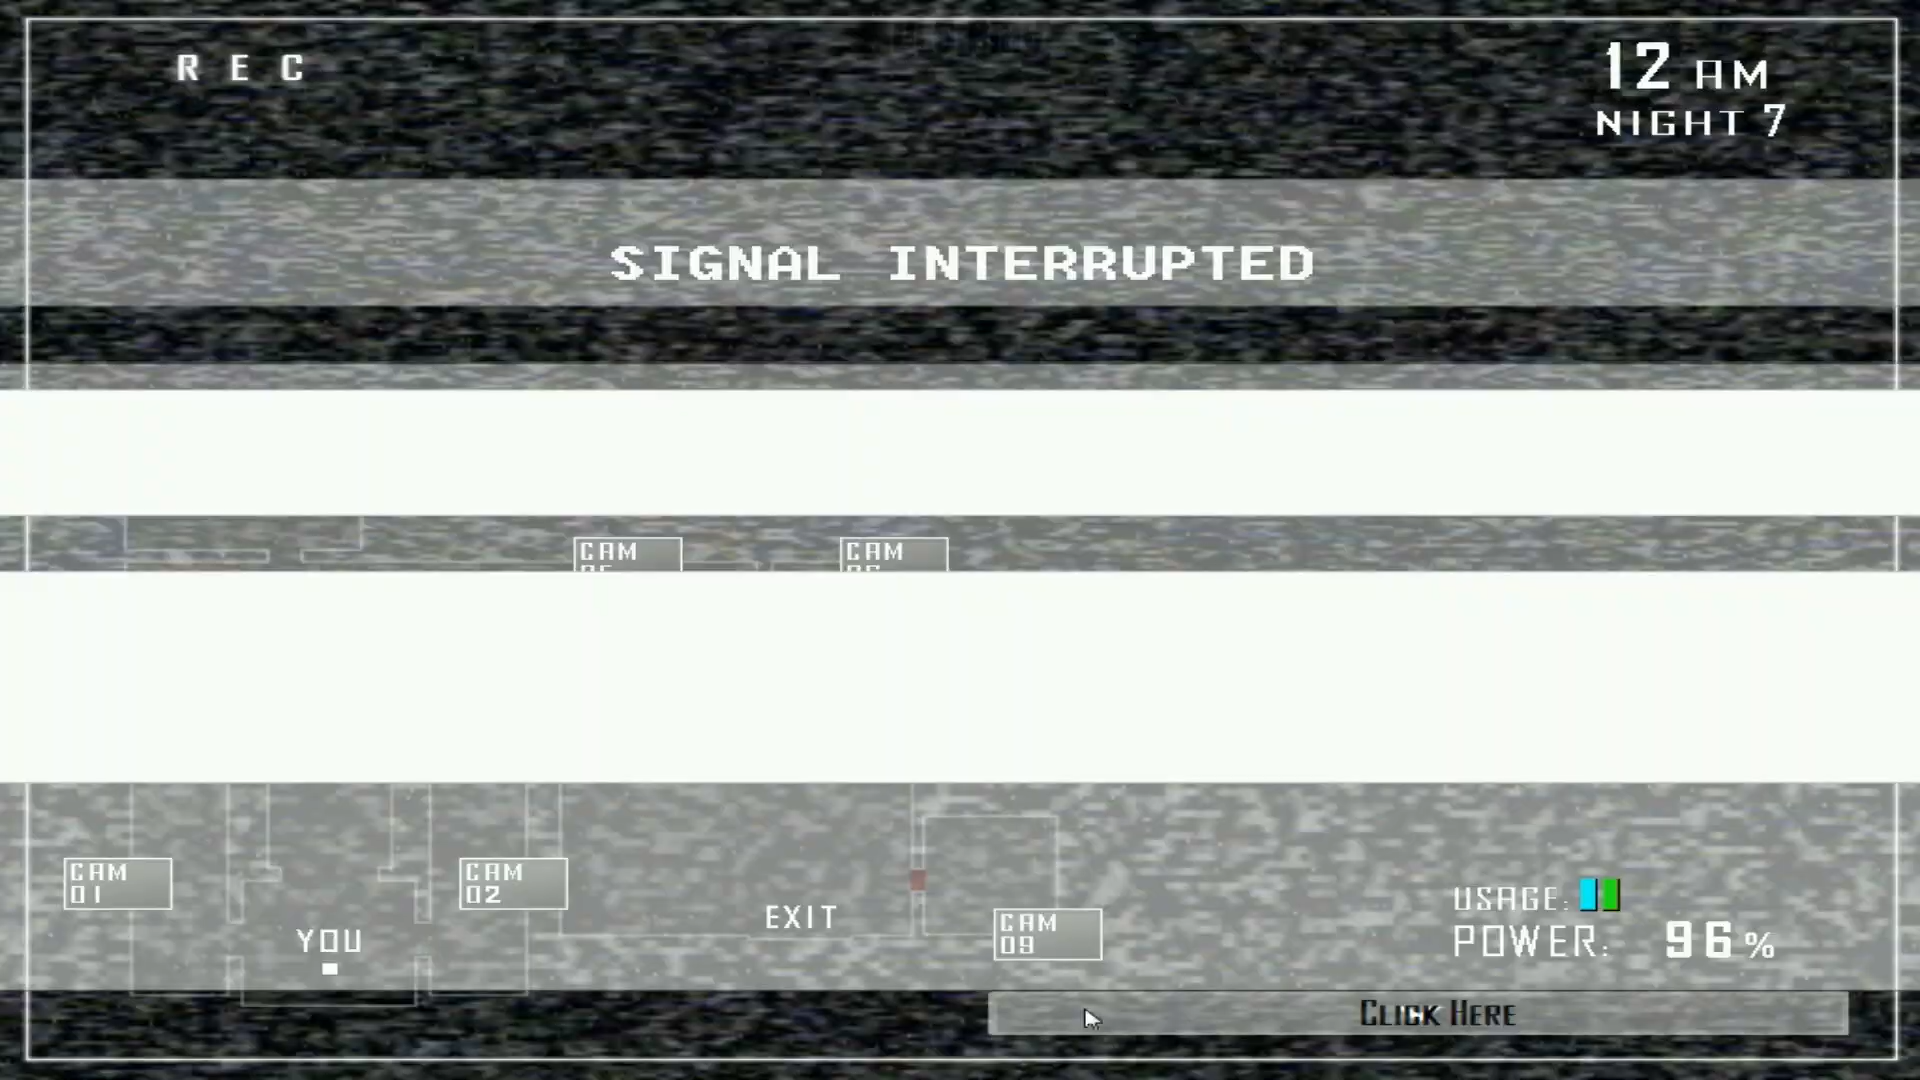 REC
12 AM
NIGHT 7
SIGNAL INTERRUPTED
CAM
CAM
CAM
01
CAM
02
YOU
EXIT
CAM
09
USAGE:
POWER: 96%
CLICK HERE